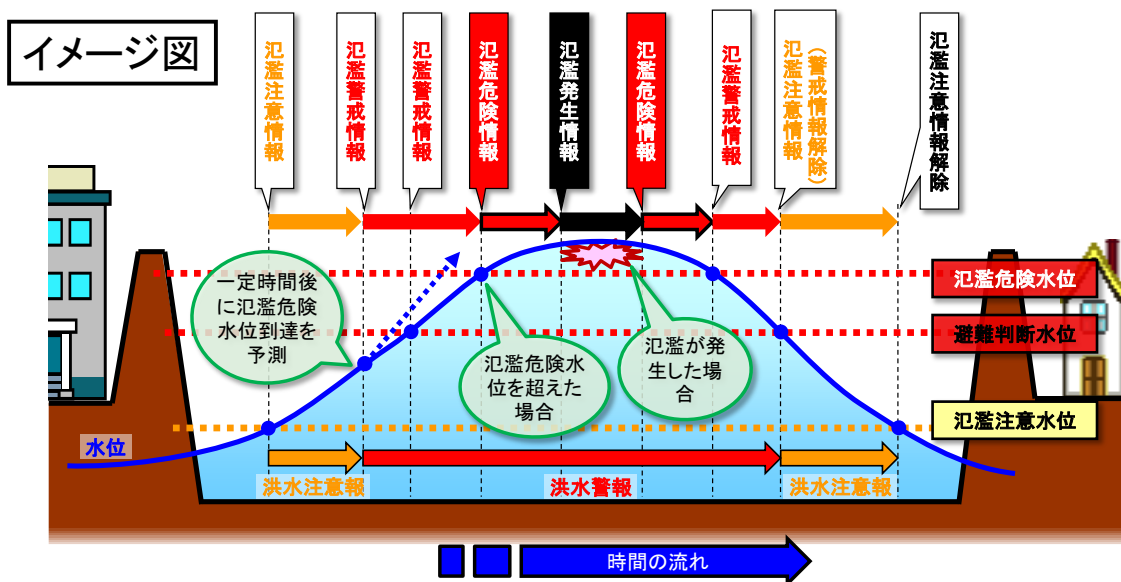 イメージ図
氾濫注意情報
氾濫警戒情報
氾濫警戒情報
氾濫危険情報
氾濫発生情報
氾濫危険情報
氾濫警戒情報
氾濫注意情報
（警戒情報解除）
氾濫注意情報解除
一定時間後
に氾濫危険
水位到達を
予測
氾濫危険水
位を超えた
場合
氾濫が発
生した場
合
氾濫危険水位
避難判断水位
氾濫注意水位
水位
洪水注意報
洪水警報
洪水注意報
時間の流れ